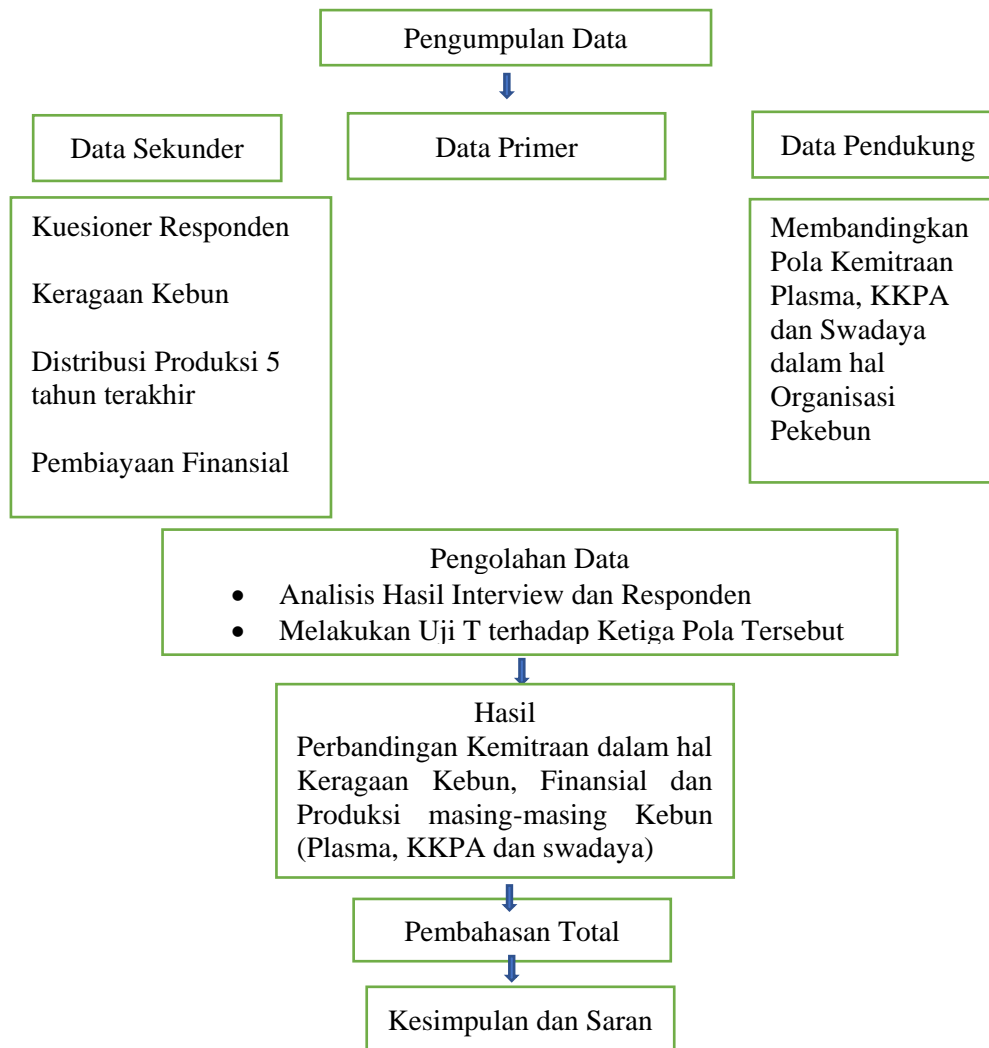 Pengumpulan Data
Data Sekunder
Data Primer
Data Pendukung
Kuesioner Responden
Keragaan Kebun
Distribusi Produksi 5
tahun terakhir
Pembiayaan Finansial
Membandingkan
Pola Kemitraan
Plasma, KKPA
dan Swadaya
dalam hal
Organisasi
Pekebun
Pengolahan Data
• Analisis Hasil Interview dan Responden
• Melakukan Uji T terhadap Ketiga Pola Tersebut
Hasil
Perbandingan Kemitraan dalam hal
Keragaan Kebun, Finansial dan
Produksi masing-masing Kebun
(Plasma, KKPA dan swadaya)
Pembahasan Total
Kesimpulan dan Saran